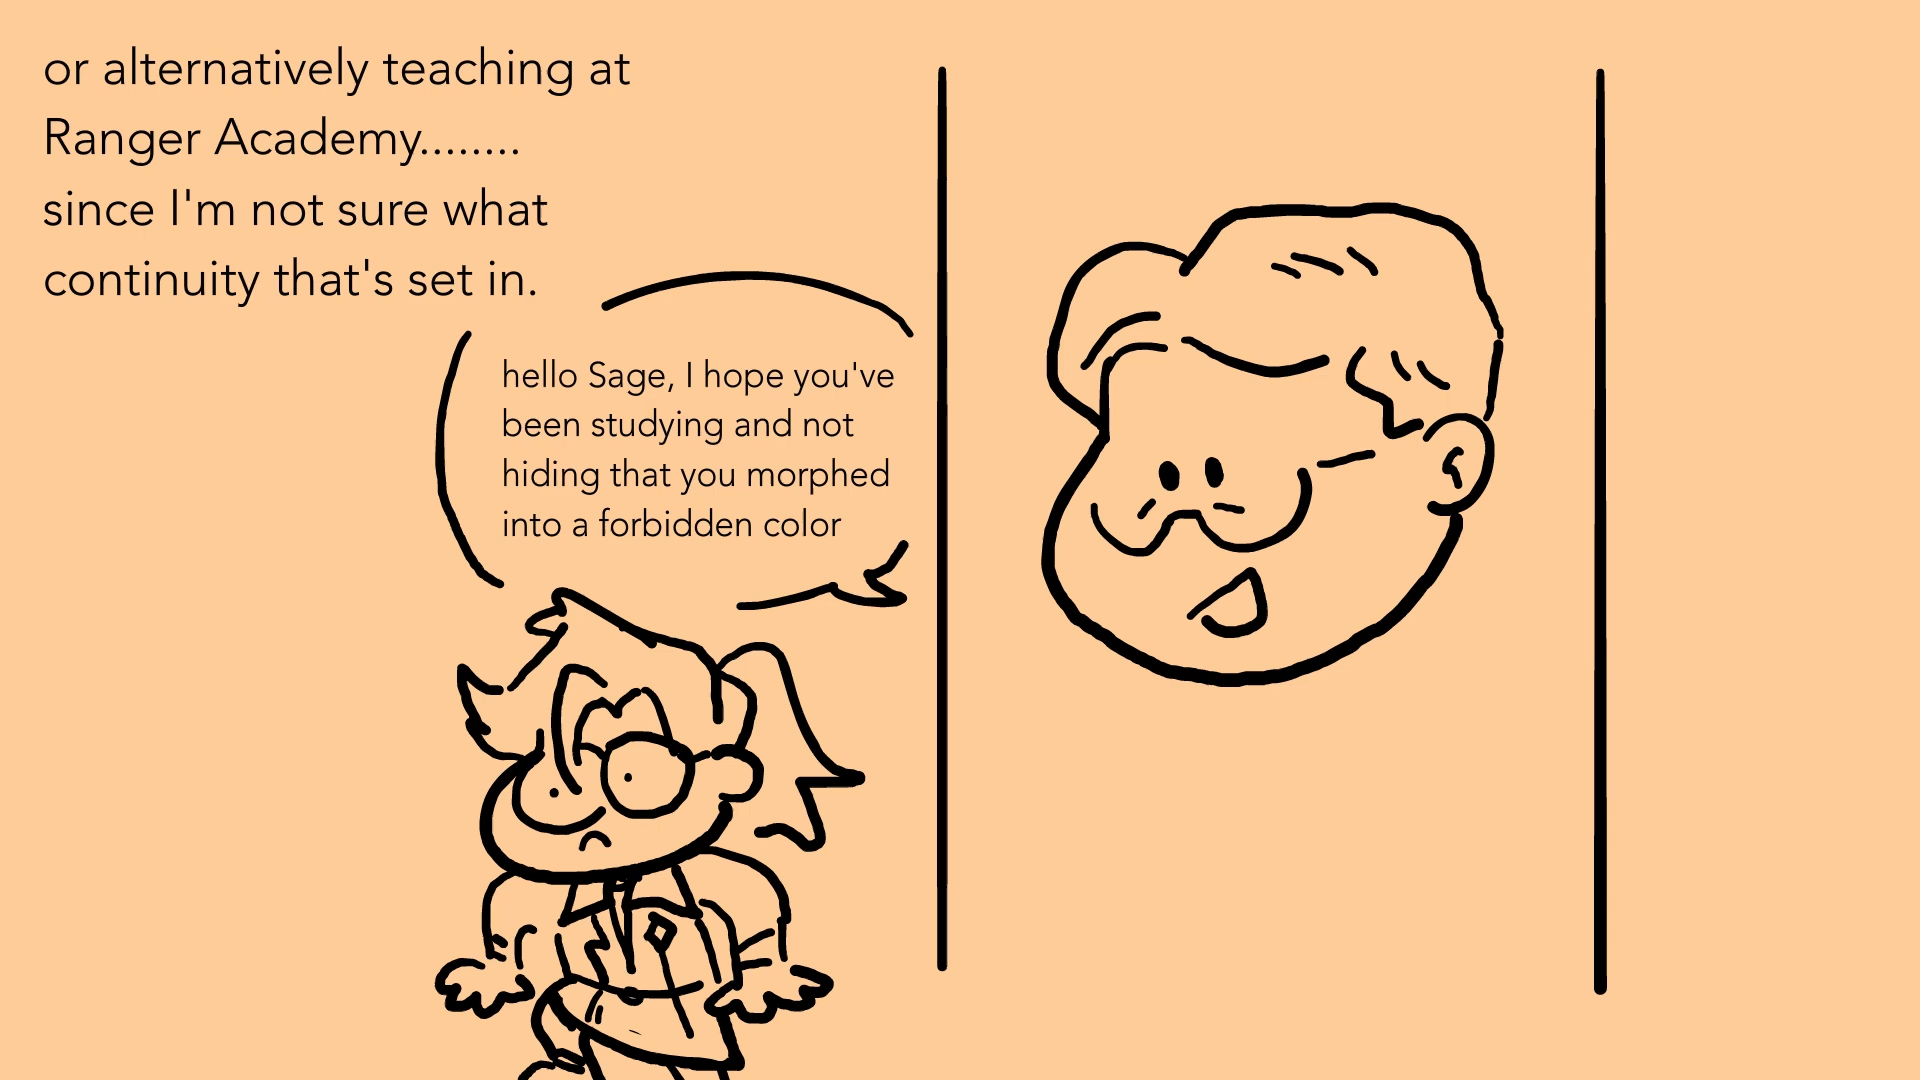 or alternatively teaching at
Ranger Academy........
since I'm not sure what
continuity that's set in.
hello Sage, I hope you've
been studying and not
hiding that you morphed
into a forbidden color